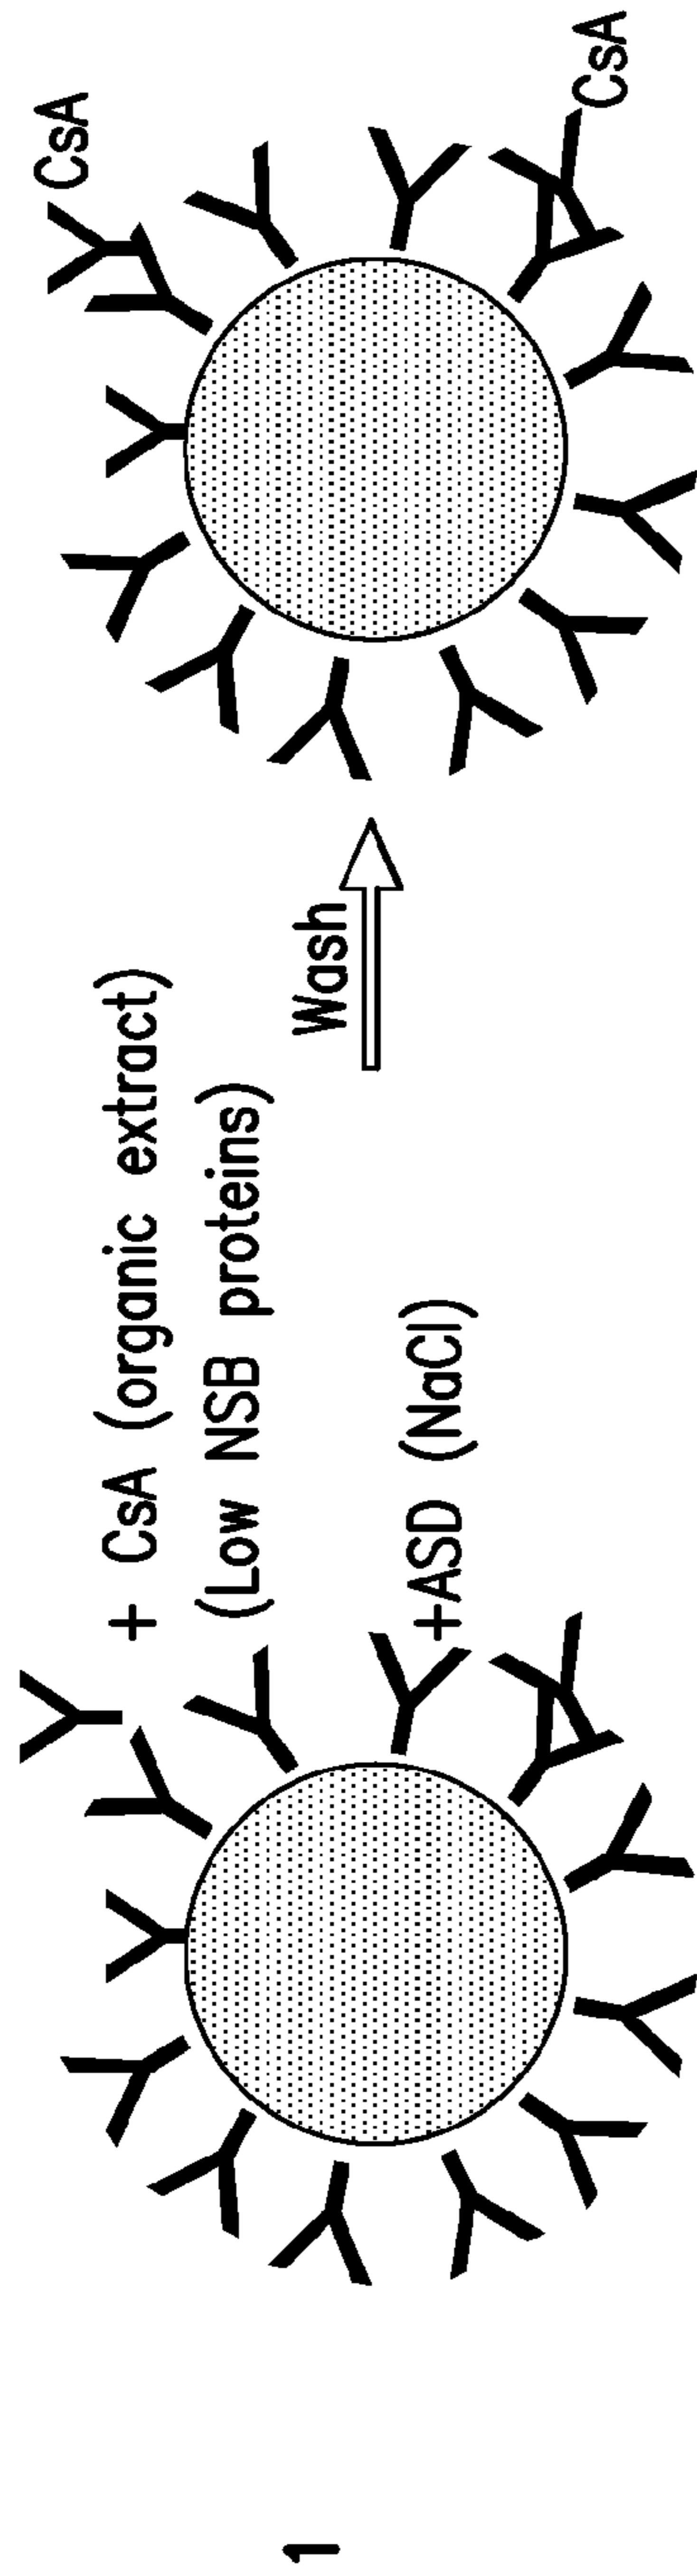 1
+ CsA (organic extract)
(Low NSB proteins)
+ASD (NaCl)
Wash
CsA
CsA